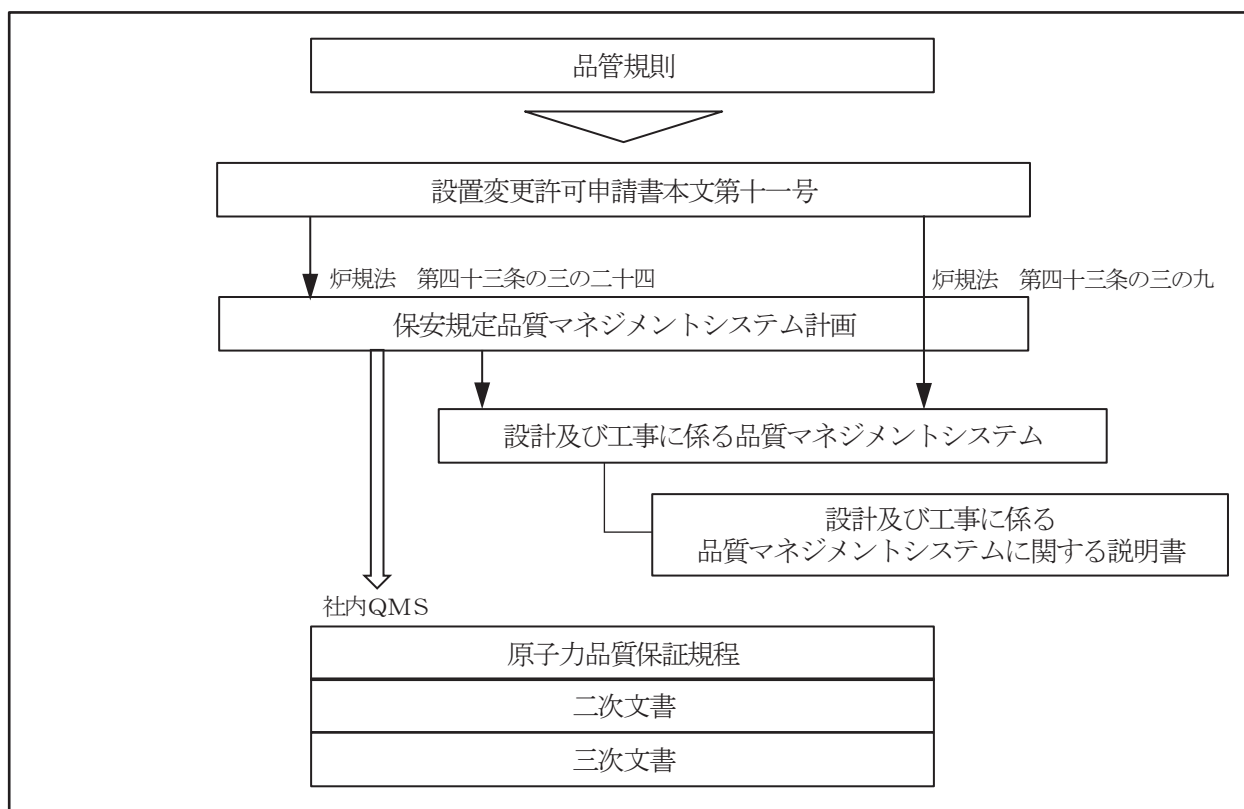 品管規則
設置変更許可申請書本文第十一号
炉規法　第四十三条の三の二十四
炉規法　第四十三条の三の九
保安規定品質マネジメントシステム計画
設計及び工事に係る品質マネジメントシステム
設計及び工事に係る
品質マネジメントシステムに関する説明書
社内QMS
原子力品質保証規程
二次文書
三次文書